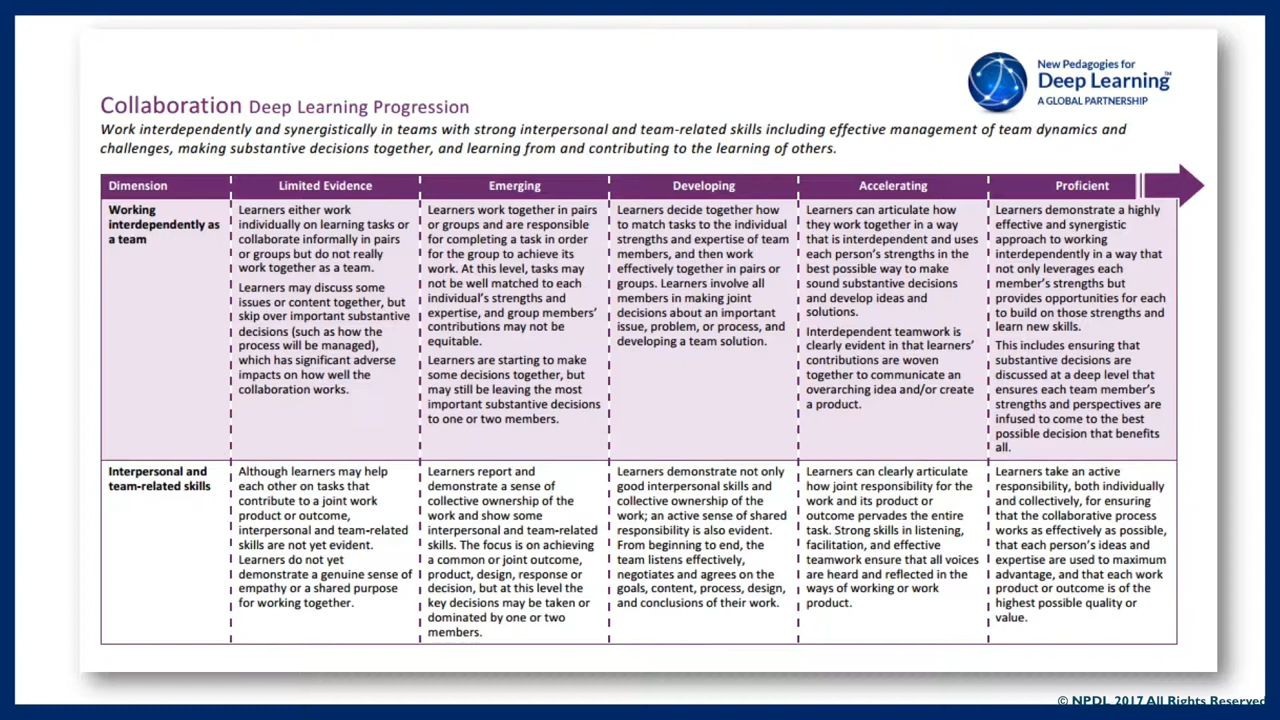 New Pedagogies for
Deep Learning™
A GLOBAL PARTNERSHIP
Collaboration Deep Learning Progression
Work interdependently and synergistically in teams with strong interpersonal and team-related skills including effective management of team dynamics and
challenges, making substantive decisions together, and learning from and contributing to the learning of others.
Dimension
Limited Evidence
Emerging
Developing
Accelerating
Proficient
Working
interdependently as
a team
Learners either work
individually on learning tasks or
collaborate informally in pairs
or groups but do not really
work together as a team.
Learners may discuss some
issues or content together, but
skip over important substantive
decisions (such as how the
process will be managed),
which has significant adverse
impacts on how well the
collaboration works.
Learners work together in pairs
or groups and are responsible
for completing a task in order
for the group to achieve its
work. At this level, tasks may
not be well matched to each
individual's strengths and
expertise, and group members'
contributions may not be
equitable.
Learners are starting to make
some decisions together, but
may still be leaving the most
important substantive decisions
to one or two members.
Learners decide together how
to match tasks to the individual
strengths and expertise of team
members, and then work
effectively together in pairs or
groups. Learners involve all
members in making joint
decisions about an important
issue, problem, or process, and
developing a team solution.
Learners can articulate how
they work together in a way
that is interdependent and uses
each person's strengths in the
best possible way to make
sound substantive decisions
and develop ideas and
solutions.
Interdependent teamwork is
clearly evident in that learners'
contributions are woven
together to communicate an
overarching idea and/or create
a product.
Learners demonstrate a highly
effective and synergistic
approach to working
interdependently in a way that
not only leverages each
member's strengths but
provides opportunities for each
to build on those strengths and
learn new skills.
This includes ensuring that
substantive decisions are
discussed at a deep level that
ensures each team member's
strengths and perspectives are
infused to come to the best
possible decision that benefits
all.
Interpersonal and
team-related skills
Although learners may help
each other on tasks that
contribute to a joint work
product or outcome,
interpersonal and team-related
skills are not yet evident.
Learners do not yet
demonstrate a genuine sense of
empathy or a shared purpose
for working together.
Learners report and
demonstrate a sense of
collective ownership of the
work and show some
interpersonal and team-related
skills. The focus is on achieving
a common or joint outcome,
product, design, response or
decision, but at this level the
key decisions may be taken or
dominated by one or two
members.
Learners demonstrate not only
good interpersonal skills and
collective ownership of the
work; an active sense of shared
responsibility is also evident.
From beginning to end, the
team listens effectively,
negotiates and agrees on the
goals, content, process, design,
and conclusions of their work.
Learners can clearly articulate
how joint responsibility for the
work and its product or
outcome pervades the entire
task. Strong skills in listening,
facilitation, and effective
teamwork ensure that all voices
are heard and reflected in the
ways of working or work
product.
Learners take an active
responsibility, both individually
and collectively, for ensuring
that the collaborative process
works as effectively as possible,
that each person's ideas and
expertise are used to maximum
advantage, and that each work
product or outcome is of the
highest possible quality or
value.
© NPDL 2017 All Rights Reserved